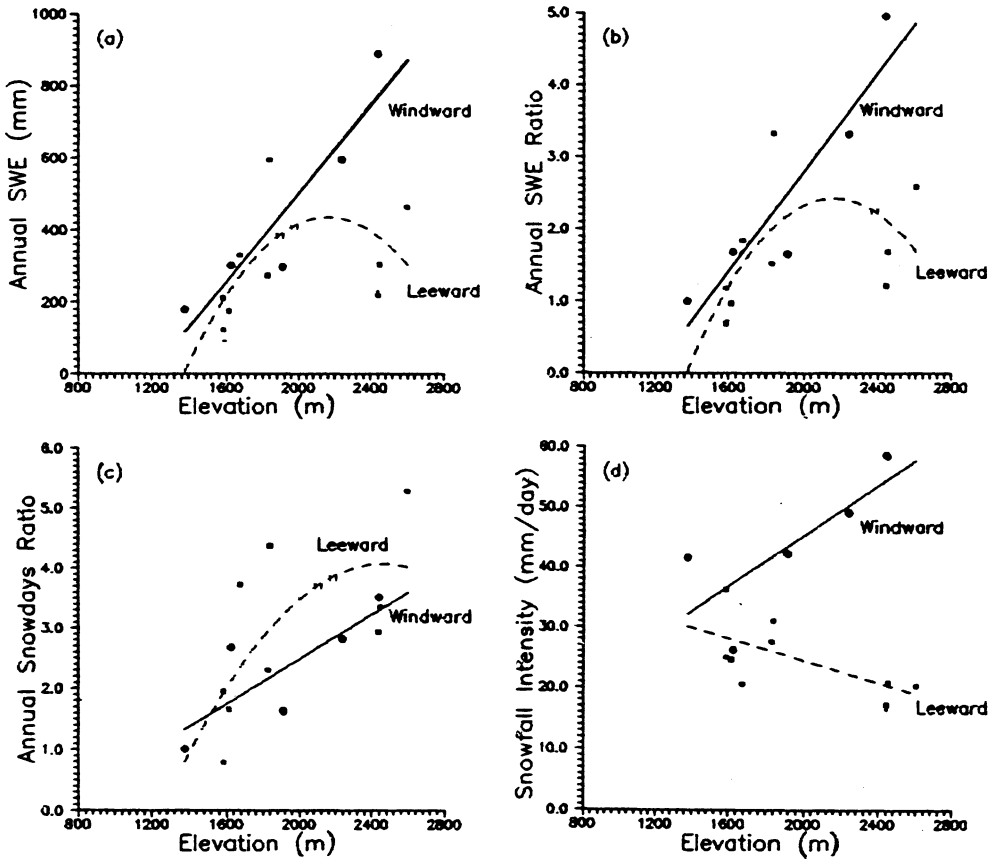 1000
800
600
400
200
0
Annual SWE (mm)
(a)
Windward
Leeward
800 1200 1600 2000 2400 2800
Elevation (m)
5.0
4.0
3.0
2.0
1.0
0.0
Annual SWE Ratio
(b)
Windward
Leeward
800 1200 1600 2000 2400 2800
Elevation (m)
6.0
5.0
4.0
3.0
2.0
1.0
0.0
Annual Snowdays Ratio
(c)
Leeward
Windward
800 1200 1600 2000 2400 2800
Elevation (m)
60.0
50.0
40.0
30.0
20.0
10.0
0.0
Snowfall Intensity (mm/day)
(d)
Windward
Leeward
800 1200 1600 2000 2400 2800
Elevation (m)